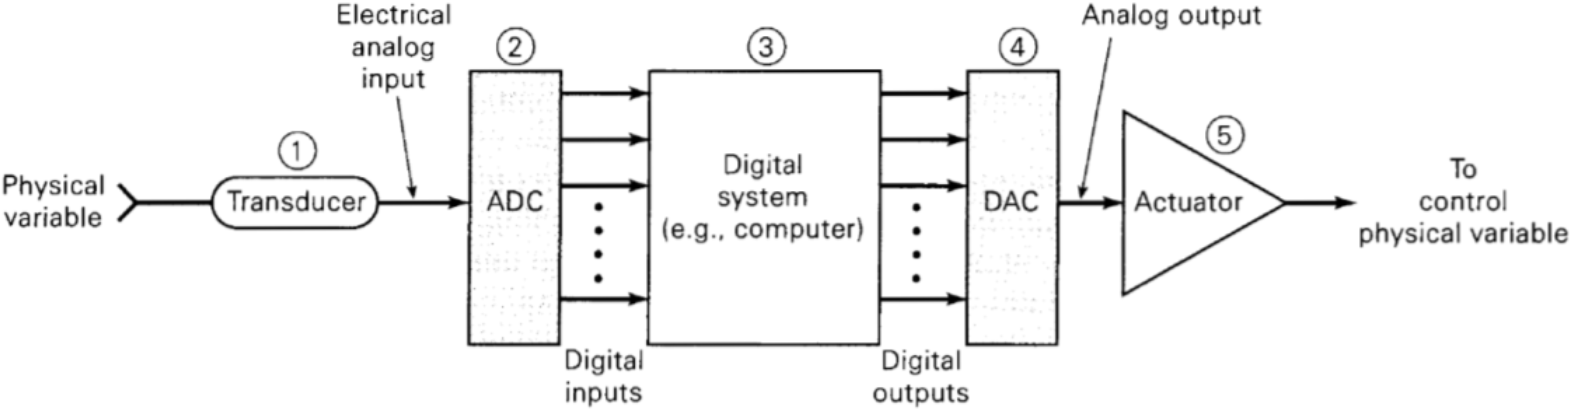 Electrical
analog
input
Analog output
1
2
3
4
5
Physical
variable
Transducer
ADC
Digital
system
(e.g., computer)
DAC
Actuator
To
control
physical variable
Digital
inputs
Digital
outputs